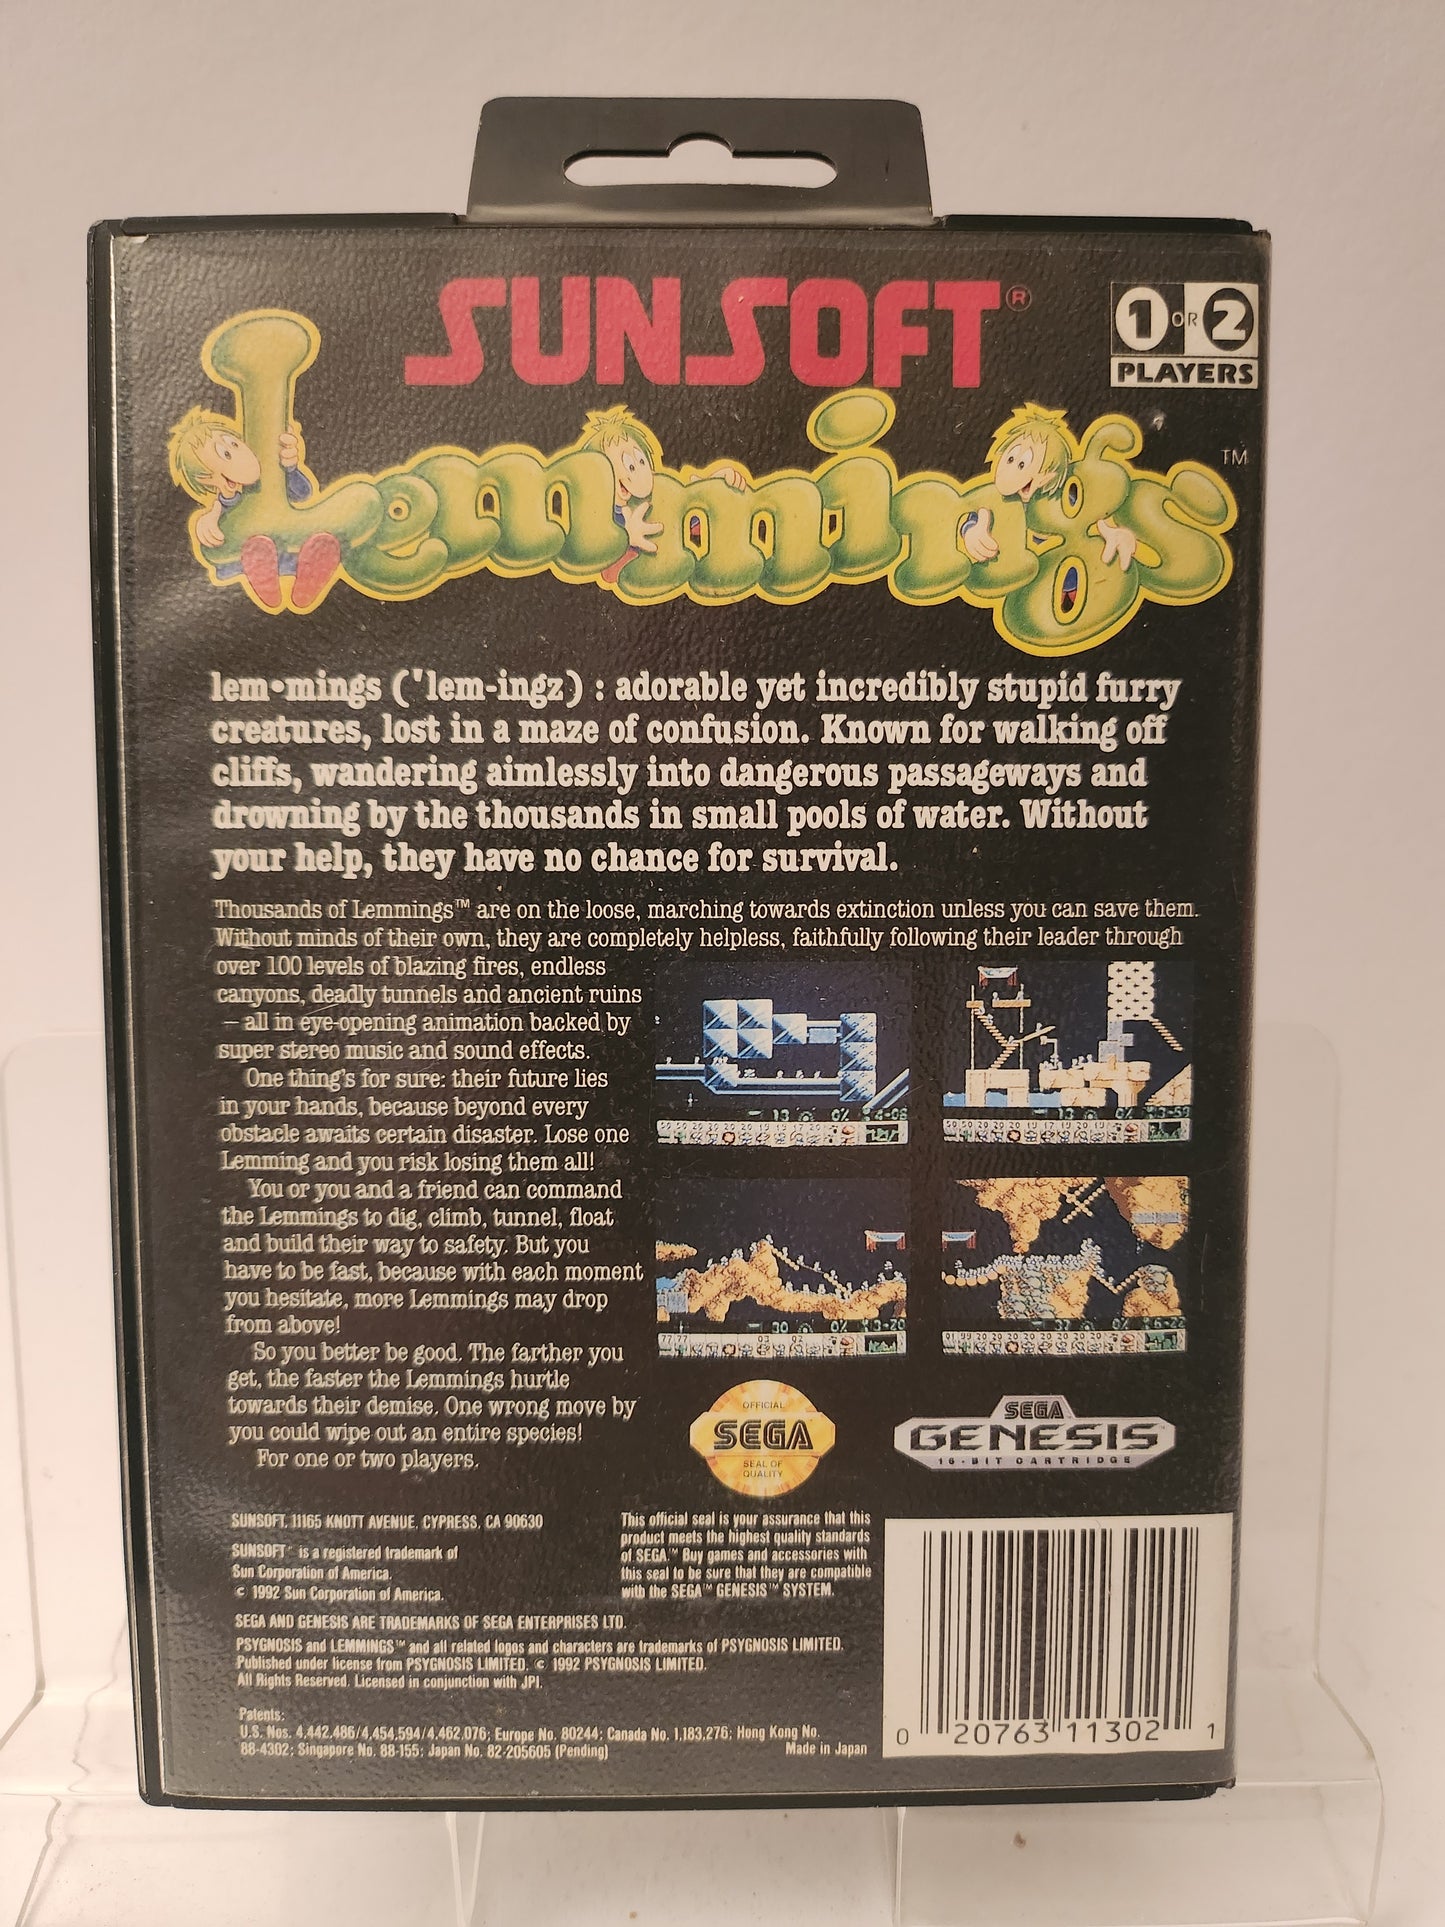 SUNSOFT®
1 OR 2
PLAYERS
Lemmings TM
lem•mings ('lem-ingz) : adorable yet incredibly stupid furry
creatures, lost in a maze of confusion. Known for walking off
cliffs, wandering aimlessly into dangerous passageways and
drowning by the thousands in small pools of water. Without
your help, they have no chance for survival.
Thousands of Lemmings™ are on the loose, marching towards extinction unless you can save them.
Without minds of their own, they are completely helpless, faithfully following their leader through
over 100 levels of blazing fires, endless
canyons, deadly tunnels and ancient ruins
– all in eye-opening animation backed by
super stereo music and sound effects.
One thing's for sure: their future lies
in your hands, because beyond every
obstacle awaits certain disaster. Lose one
Lemming and you risk losing them all!
You or you and a friend can command
the Lemmings to dig, climb, tunnel, float
and build their way to safety. But you
have to be fast, because with each moment
you hesitate, more Lemmings may drop
from above!
So you better be good. The farther you
get, the faster the Lemmings hurtle
towards their demise. One wrong move by
you could wipe out an entire species!
For one or two players.
OFFICIAL
SEGA
SEAL OF
QUALITY
SEGA
GENESIS
16-BIT CARTRIDGE
SUNSOFT, 11165 KNOTT AVENUE, CYPRESS, CA 90630
SUNSOFT® is a registered trademark of
Sun Corporation of America.
© 1992 Sun Corporation of America.
This official seal is your assurance that this
product meets the highest quality standards
of SEGA.™ Buy games and accessories with
this seal to be sure that they are compatible
with the SEGA™ GENESIS™ SYSTEM.
SEGA AND GENESIS ARE TRADEMARKS OF SEGA ENTERPRISES LTD.
PSYGNOSIS and LEMMINGS™ and all related logos and characters are trademarks of PSYGNOSIS LIMITED.
Published under license from PSYGNOSIS LIMITED. © 1992 PSYGNOSIS LIMITED.
All Rights Reserved. Licensed in conjunction with JPI.
Patents:
U.S. Nos. 4,442,486/4,454,594/4,462,076; Europe No. 80244; Canada No. 1,183,276; Hong Kong No.
88-4302; Singapore No. 88-155; Japan No. 82-205605 (Pending)
Made in Japan
0 20763 11302 1